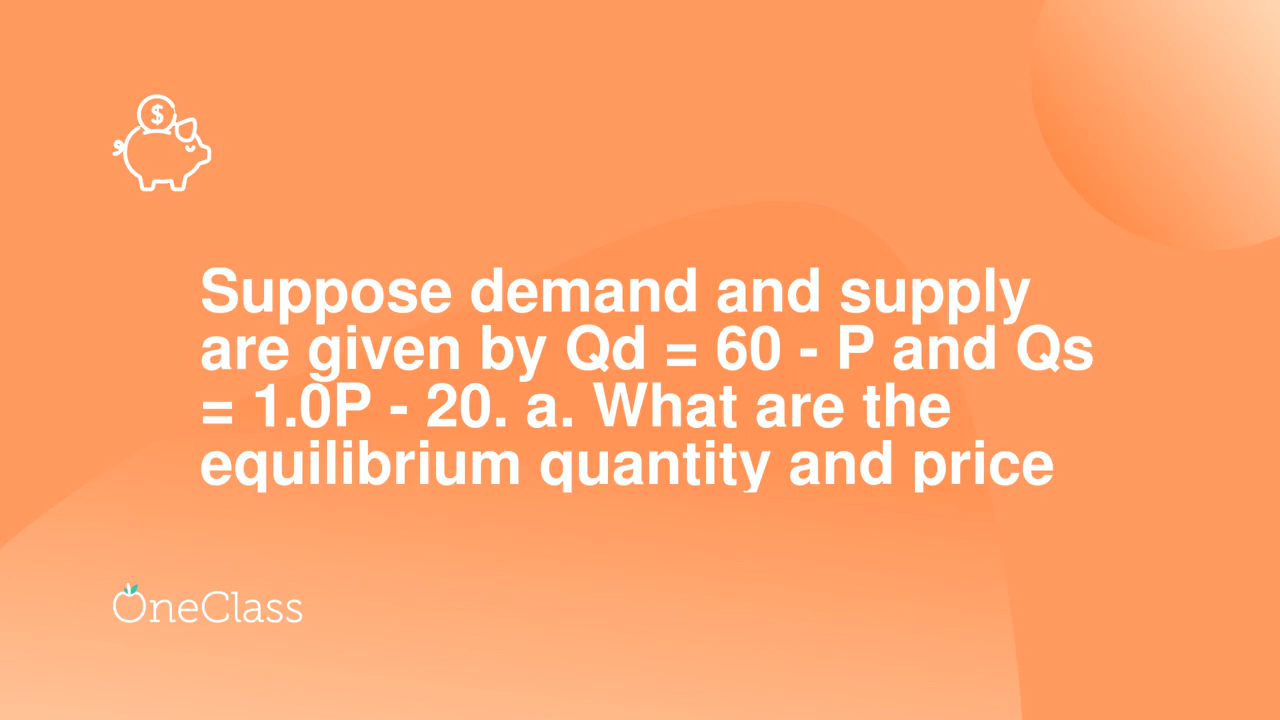 $
Suppose demand and supply
are given by Qd = 60 - P and Qs
= 1.0P - 20. a. What are the
equilibrium quantity and price
OneClass